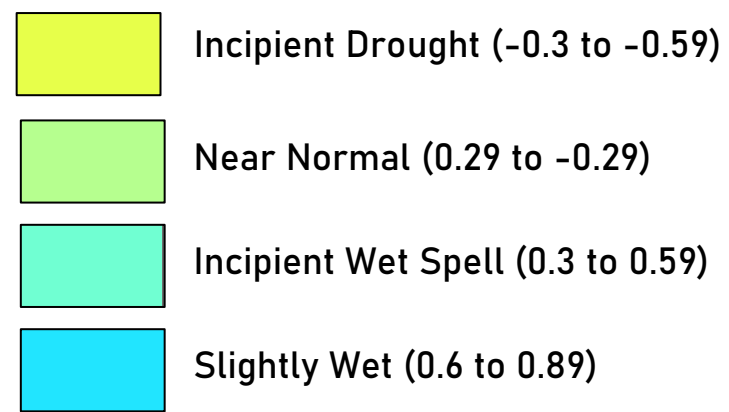 Incipient Drought (-0.3 to -0.59)
Near Normal (0.29 to -0.29)
Incipient Wet Spell (0.3 to 0.59)
Slightly Wet (0.6 to 0.89)